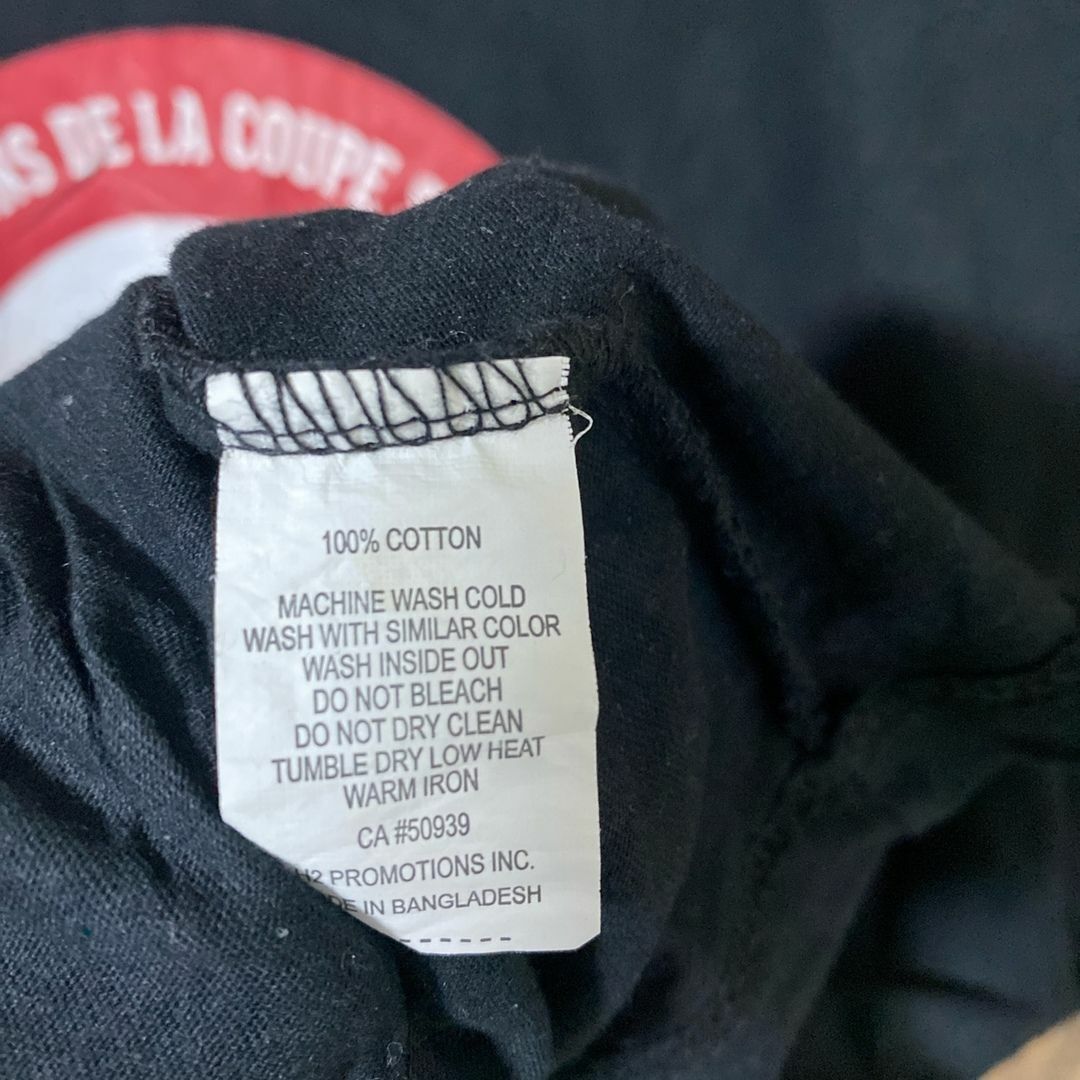 DE LA COUPE
100% COTTON
MACHINE WASH COLD
WASH WITH SIMILAR COLOR
WASH INSIDE OUT
DO NOT BLEACH
DO NOT DRY CLEAN
TUMBLE DRY LOW HEAT
WARM IRON
CA #50939
PROMOTIONS INC.
IN BANGLADESH